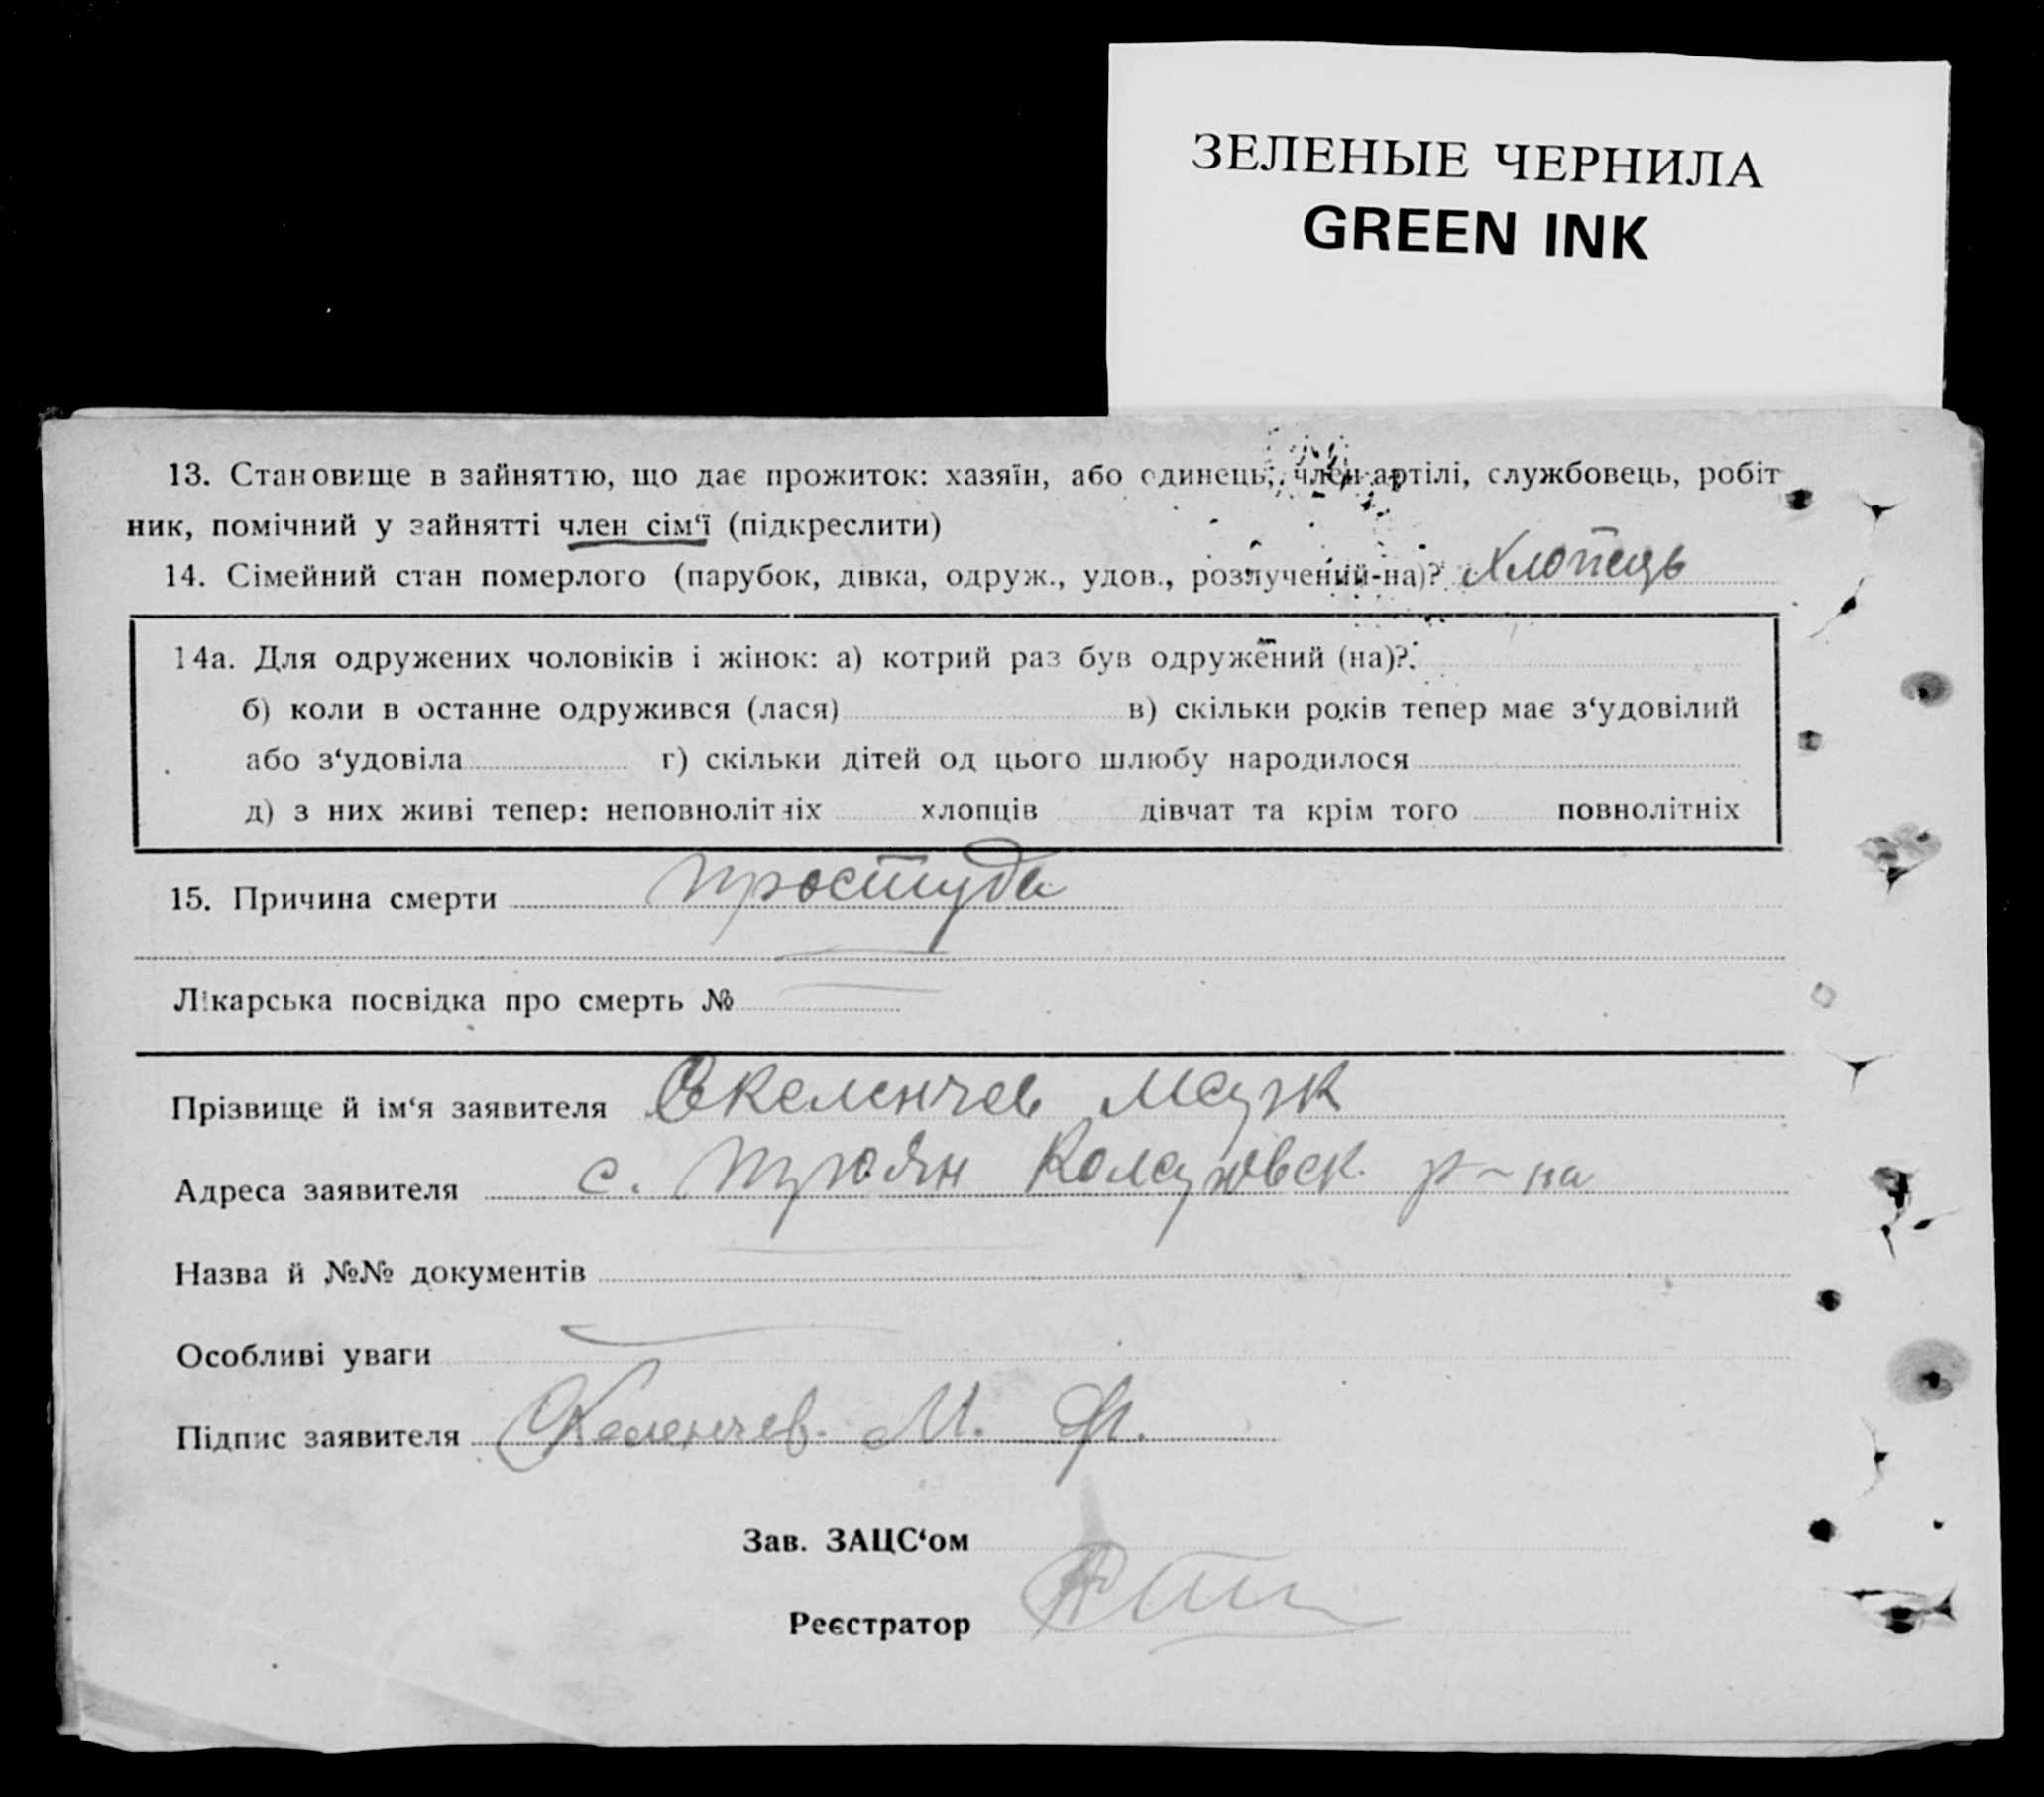 ЗЕЛЕНЫЕ ЧЕРНИЛА
GREEN INK
13. Становище в зайняттю, що дає прожиток: хазяїн, або одинець, член артілі, службовець, робіт
ник, помічний у зайнятті член сім‘ї (підкреслити)
14. Сімейний стан померлого (парубок, дівка, одруж., удов., розлучений-на)? Хлопець
14а. Для одружених чоловіків і жінок: а) котрий раз був одружений (на)?
б) коли в останнє одружився (лася) в) скільки років тепер має з‘удовілий
або з‘удовіла г) скільки дітей од цього шлюбу народилося
д) з них живі тепер: неповнолітніх хлопців дівчат та крім того повнолітніх
15. Причина смерти простуда
Лікарська посвідка про смерть №
Прізвище й ім‘я заявителя
Адреса заявителя с. Троян р-на
Назва й №№ документів
Особливі уваги
Підпис заявителя М. Ф.
Зав. ЗАЦС‘ом
Реєстратор